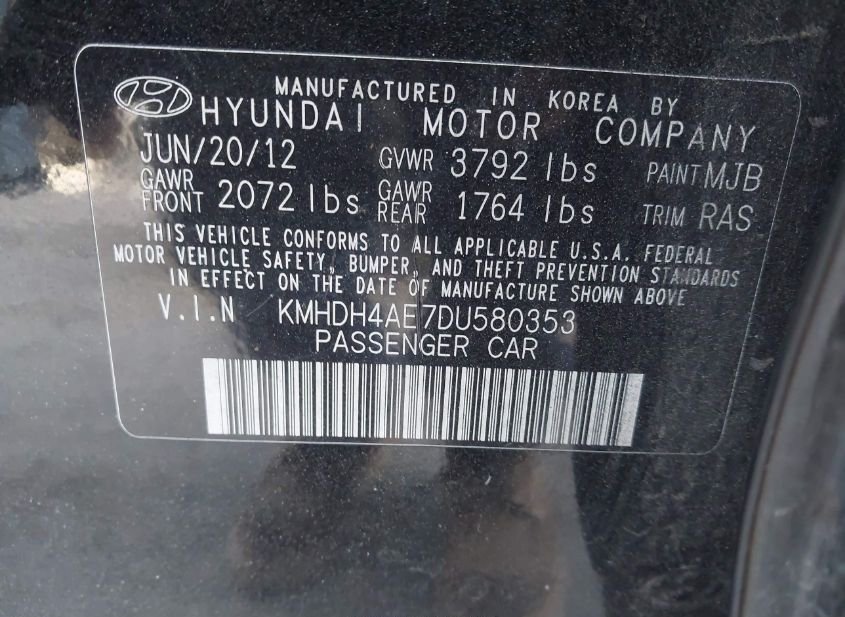 MANUFACTURED IN KOREA BY
HYUNDAI MOTOR COMPANY
JUN/20/12 GVWR 3792 lbs PAINT MJB
GAWR FRONT 2072 lbs GAWR REAR 1764 lbs TRIM RAS
THIS VEHICLE CONFORMS TO ALL APPLICABLE U.S.A. FEDERAL
MOTOR VEHICLE SAFETY, BUMPER, AND THEFT PREVENTION STANDARDS
IN EFFECT ON THE DATE OF MANUFACTURE SHOWN ABOVE
V.I.N KMHDH4AE7DU580353
PASSENGER CAR